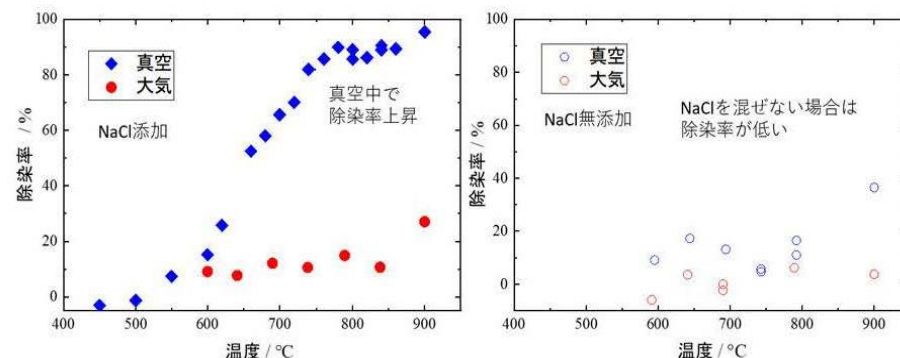 100
80
60
40
20
0
除染率 / %
真空
大気
NaCl添加
真空中で
除染率上昇
400
500
600
700
800
900
温度 / °C
100
80
60
40
20
0
除染率 / %
真空
大気
NaCl無添加
NaClを混ぜない場合は
除染率が低い
400
500
600
700
800
900
温度 / °C